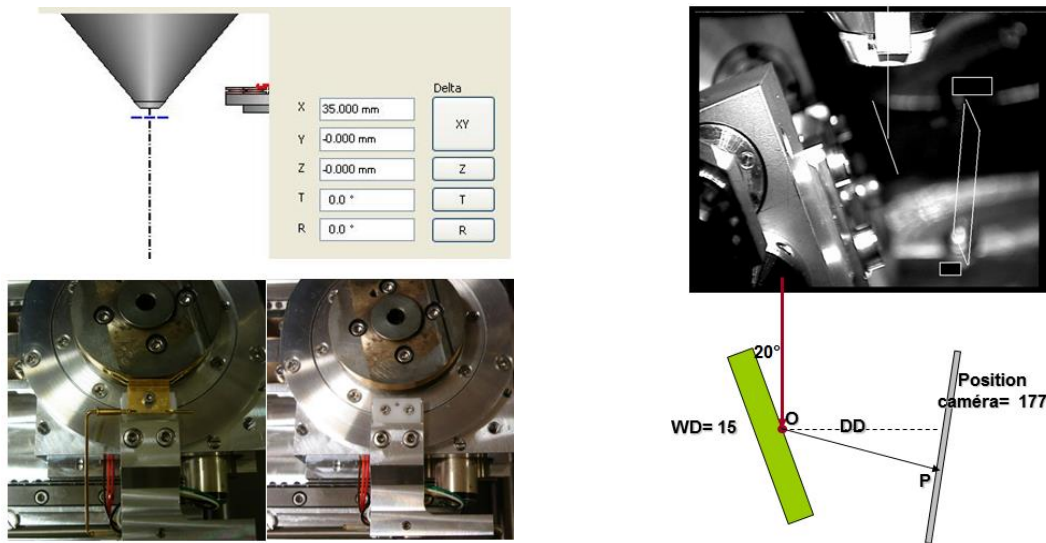 Delta
X 35.000 mm XY
Y -0.000 mm
Z -0.000 mm Z
T 0.0 ° T
R 0.0 ° R
20°
Position
caméra= 177
WD= 15 O DD
P